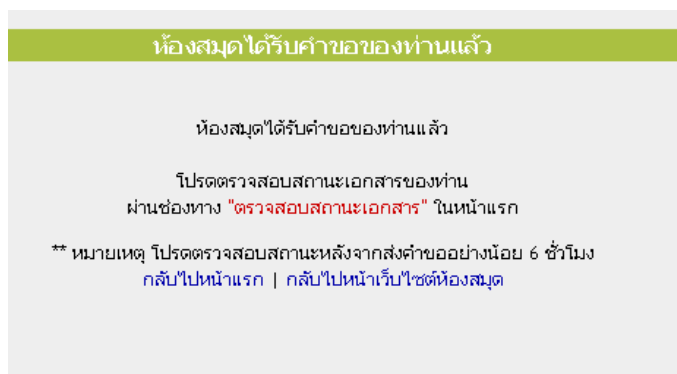 ห้องสมุดได้รับคำขอของท่านแล้ว
ห้องสมุดได้รับคำขอของท่านแล้ว
โปรดตรวจสอบสถานะเอกสารของท่าน
ผ่านช่องทาง "ตรวจสอบสถานะเอกสาร" ในหน้าแรก
** หมายเหตุ โปรดตรวจสอบสถานะหลังจากส่งคำขออย่างน้อย 6 ชั่วโมง
กลับไปหน้าแรก | กลับไปหน้าเว็บไซต์ห้องสมุด